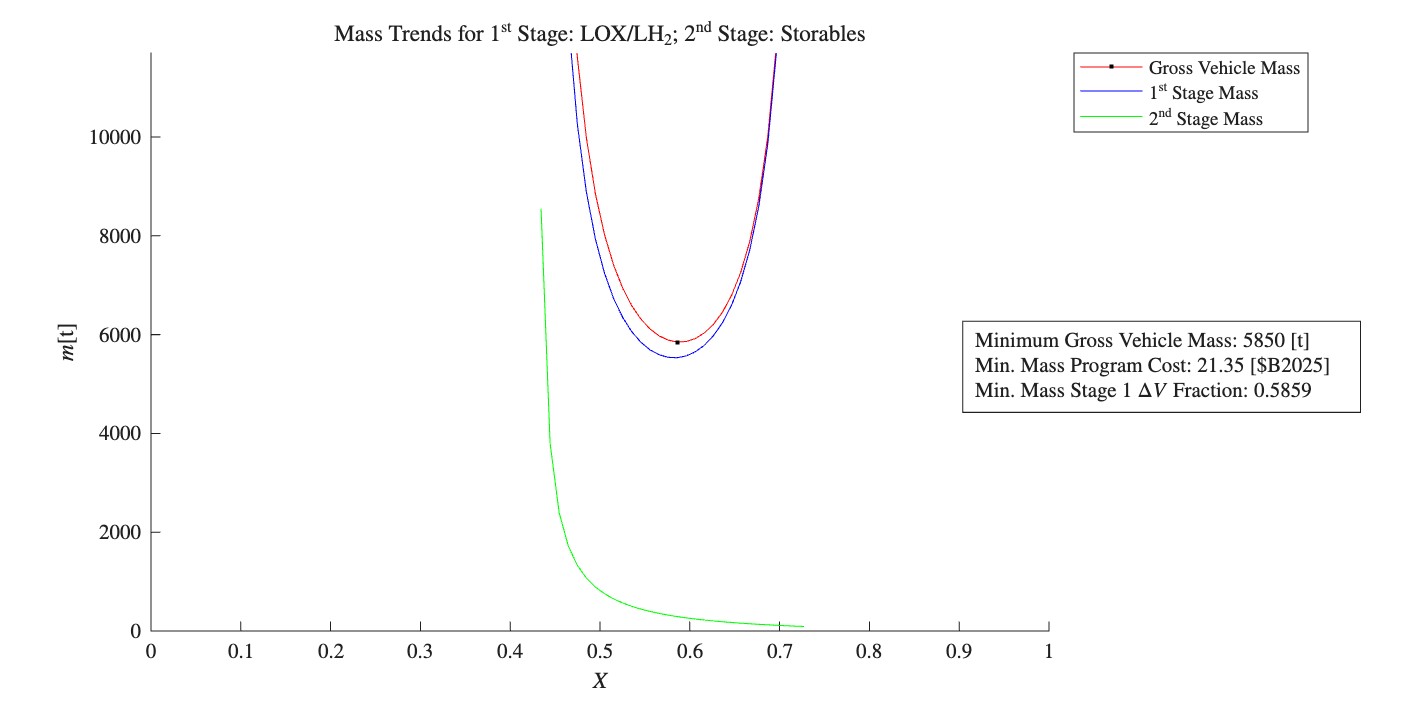 Mass Trends for 1st Stage: LOX/LH2; 2nd Stage: Storables
Gross Vehicle Mass
1st Stage Mass
2nd Stage Mass
10000
8000
6000
4000
2000
0
m[t]
Minimum Gross Vehicle Mass: 5850 [t]
Min. Mass Program Cost: 21.35 [$B2025]
Min. Mass Stage 1 ΔV Fraction: 0.5859
0 0.1 0.2 0.3 0.4 0.5 0.6 0.7 0.8 0.9 1
X